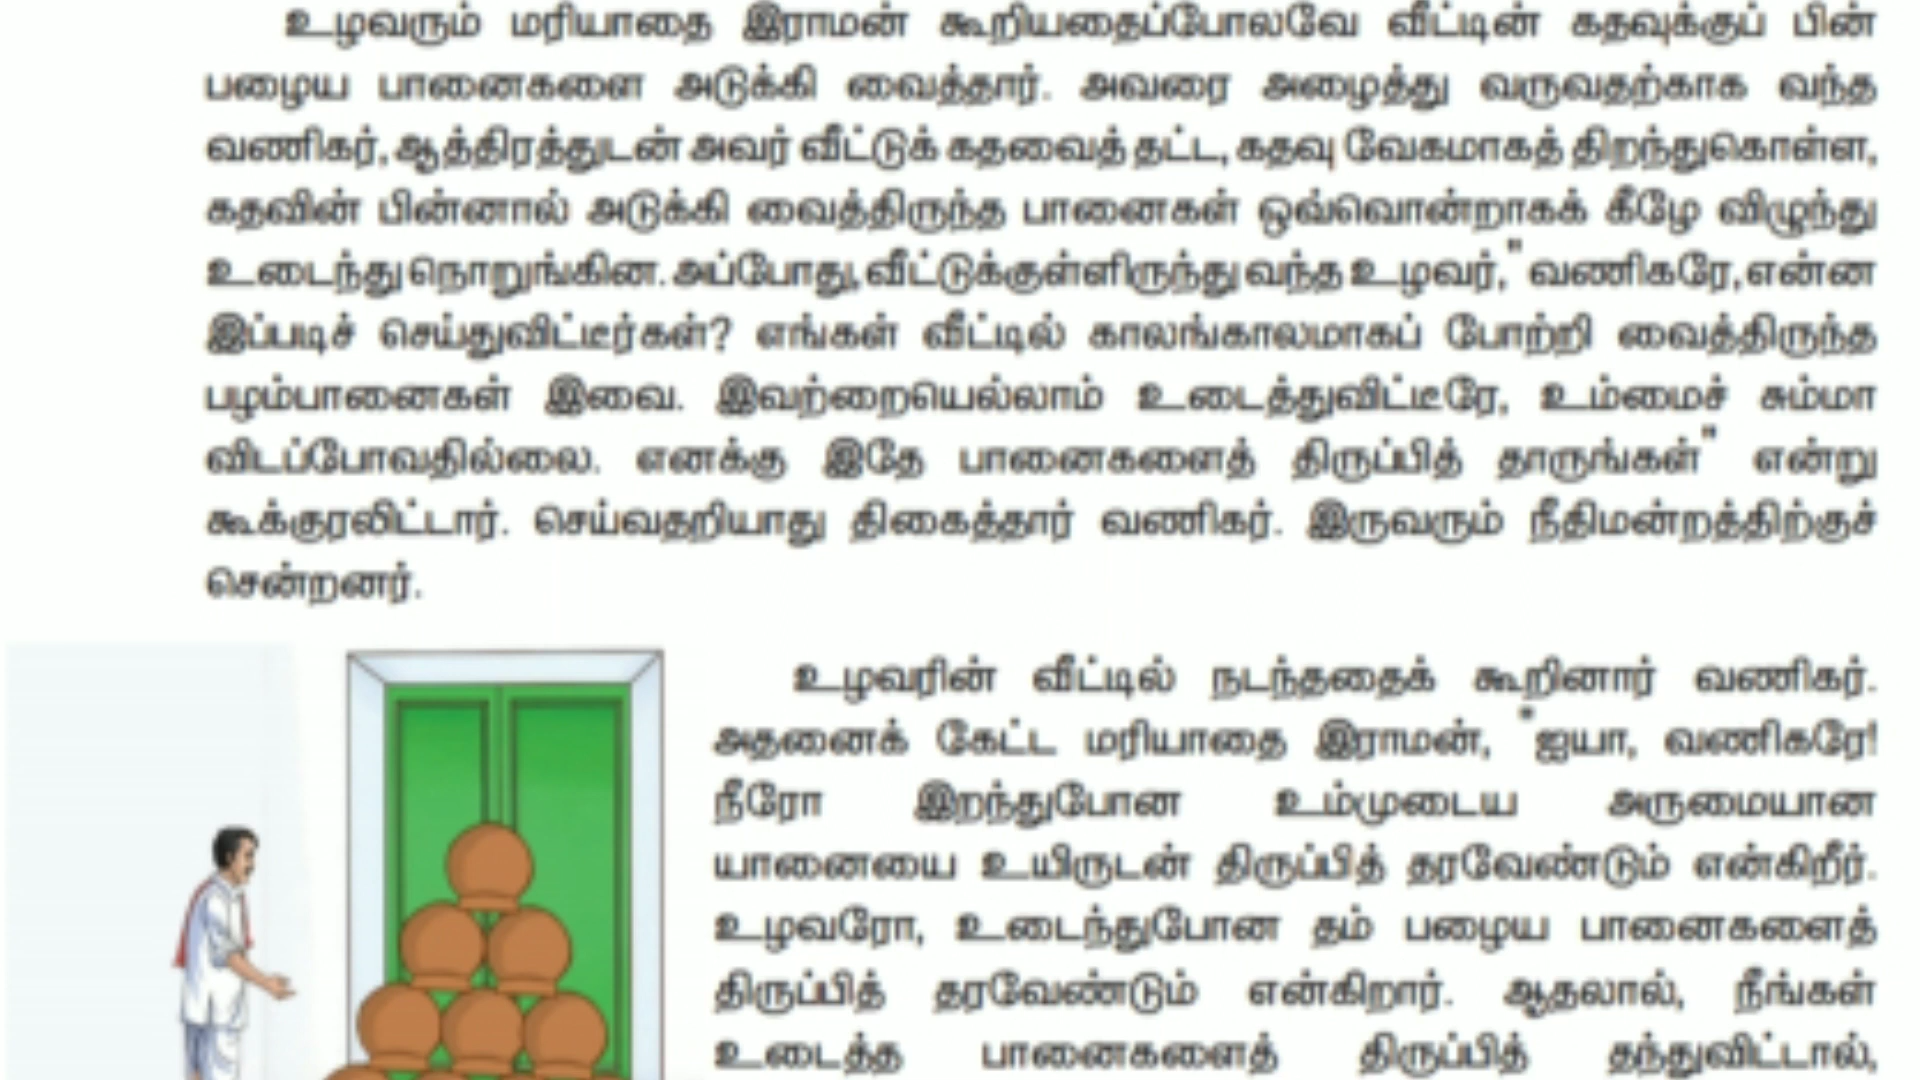 உழவரும் மரியாதை இராமன் கூறியதைப்போலவே வீட்டின் கதவுக்குப் பின்
பழைய பானைகளை அடுக்கி வைத்தார். அவரை அழைத்து வருவதற்காக வந்த
வணிகர், ஆத்திரத்துடன் அவர் வீட்டுக் கதவைத் தட்ட, கதவு வேகமாகத் திறந்துகொள்ள,
கதவின் பின்னால் அடுக்கி வைத்திருந்த பானைகள் ஒவ்வொன்றாகக் கீழே விழுந்து
உடைந்து நொறுங்கின. அப்போது, வீட்டுக்குள்ளிருந்து வந்த உழவர்," வணிகரே, என்ன
இப்படிச் செய்துவிட்டீர்கள்? எங்கள் வீட்டில் காலங்காலமாகப் போற்றி வைத்திருந்த
பழம்பானைகள் இவை. இவற்றையெல்லாம் உடைத்துவிட்டீரே, உம்மைச் சும்மா
விடப்போவதில்லை. எனக்கு இதே பானைகளைத் திருப்பித் தாருங்கள்" என்று
கூக்குரலிட்டார். செய்வதறியாது திகைத்தார் வணிகர். இருவரும் நீதிமன்றத்திற்குச்
சென்றனர்.
உழவரின் வீட்டில் நடந்ததைக் கூறினார் வணிகர்.
அதனைக் கேட்ட மரியாதை இராமன், "ஐயா, வணிகரே!
நீரோ இறந்துபோன உம்முடைய அருமையான
யானையை உயிருடன் திருப்பித் தரவேண்டும் என்கிறீர்.
உழவரோ, உடைந்துபோன தம் பழைய பானைகளைத்
திருப்பித் தரவேண்டும் என்கிறார். ஆதலால், நீங்கள்
உடைத்த பானைகளைத் திருப்பித் தந்துவிட்டால்,